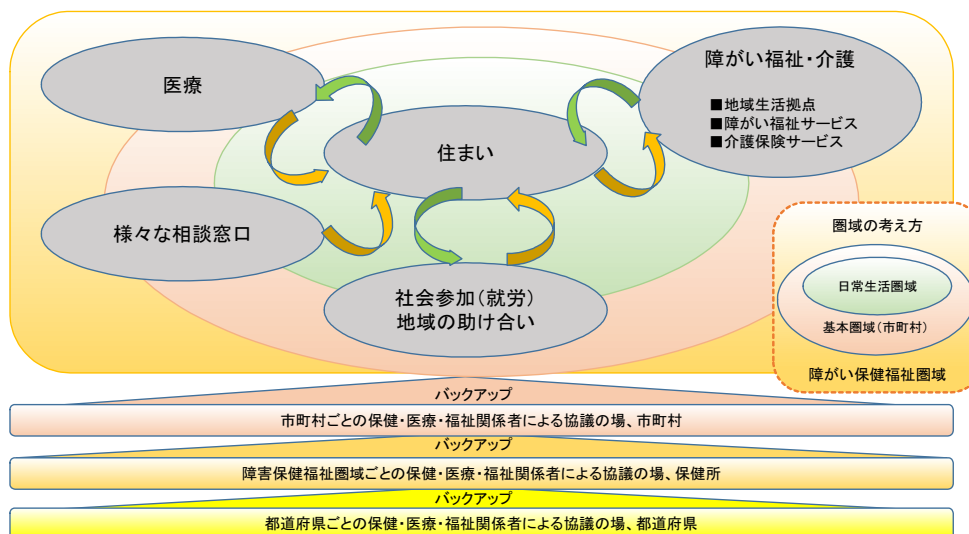 医療
障がい福祉・介護
■地域生活拠点
■障がい福祉サービス
■介護保険サービス
住まい
様々な相談窓口
社会参加(就労)
地域の助け合い
圏域の考え方
日常生活圏域
基本圏域(市町村)
障がい保健福祉圏域
バックアップ
市町村ごとの保健・医療・福祉関係者による協議の場、市町村
バックアップ
障害保健福祉圏域ごとの保健・医療・福祉関係者による協議の場、保健所
バックアップ
都道府県ごとの保健・医療・福祉関係者による協議の場、都道府県